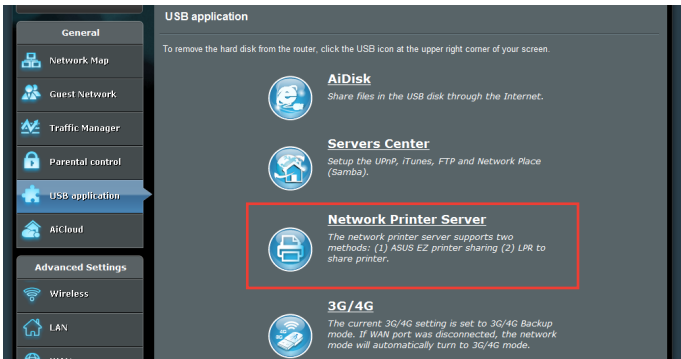 General
Network Map
Guest Network
Traffic Manager
Parental control
USB application
AiCloud
Advanced Settings
Wireless
LAN
WAN
USB application
To remove the hard disk from the router, click the USB icon at the upper right corner of your screen.
AiDisk
Share files in the USB disk through the Internet.
Servers Center
Setup the UPnP, iTunes, FTP and Network Place
(Samba).
Network Printer Server
The network printer server supports two
methods: (1) ASUS EZ printer sharing (2) LPR to
share printer.
3G/4G
The current 3G/4G setting is set to 3G/4G Backup
mode. If WAN port was disconnected, the network
mode will automatically turn to 3G/4G mode.